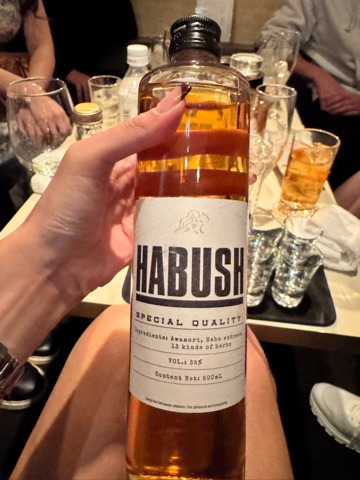 HABUSH
SPECIAL QUALITY
Ingredients: Awamori, Habu extract,
13 kinds of herbs
VOL.: 35%
Content Net: 500ml